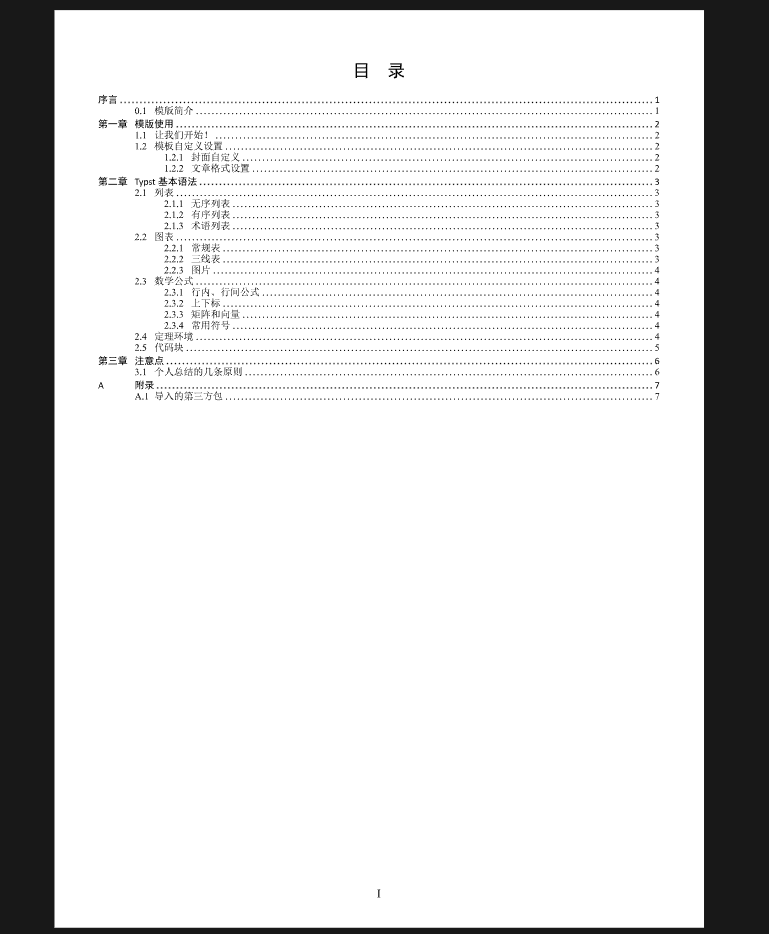 目 录
序言 1
0.1 模版简介 1
第一章 模版使用 2
1.1 让我们开始！ 2
1.2 模板自定义设置 2
1.2.1 封面自定义 2
1.2.2 文章格式设置 2
第二章 Typst 基本语法 3
2.1 列表 3
2.1.1 无序列表 3
2.1.2 有序列表 3
2.1.3 术语列表 3
2.2 图表 3
2.2.1 常规表 3
2.2.2 三线表 3
2.2.3 图片 4
2.3 数学公式 4
2.3.1 行内、行间公式 4
2.3.2 上下标 4
2.3.3 矩阵和向量 4
2.3.4 常用符号 4
2.4 定理环境 4
2.5 代码块 5
第三章 注意点 6
3.1 个人总结的几条原则 6
A 附录 7
A.1 导入的第三方包 7
I